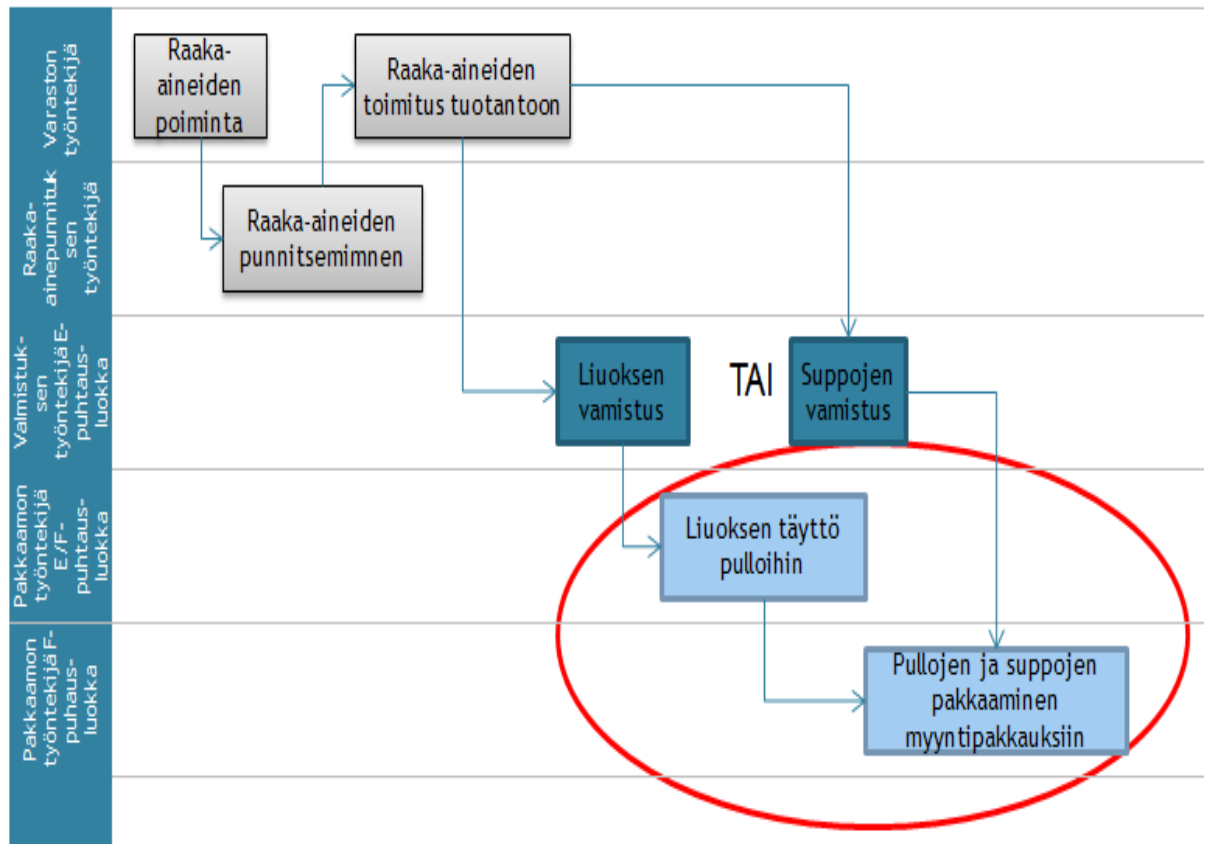 Varaston
työntekijä
Raaka-
aineiden
poiminta
Raaka-aineiden
toimitus tuotantoon
Raaka-
ainepunnituk
sen
työntekijä
Raaka-aineiden
punnitsemimnen
Valmistuk-
sen
työntekijä E-
puhtaus-
luokka
Liuoksen
vamistus
TAI
Suppojen
vamistus
Pakkaamon
työntekijä
E/F-
puhtaus-
luokka
Liuoksen täyttö
pulloihin
Pakkaamon
työntekijä F-
puhaus-
luokka
Pullojen ja suppojen
pakkaaminen
myyntipakkauksiin